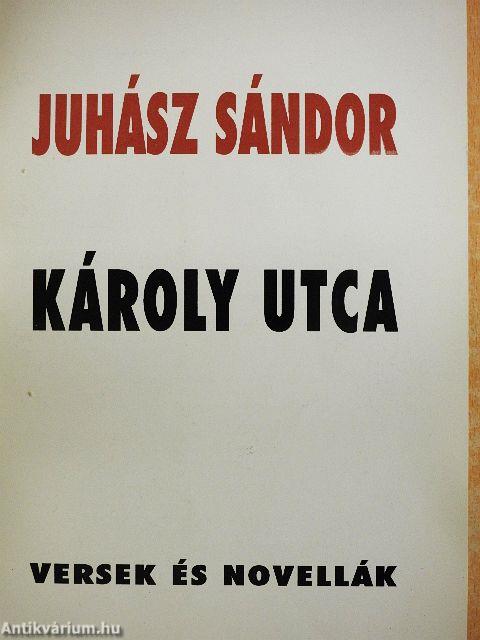 JUHÁSZ SÁNDOR
KÁROLY UTCA
VERSEK ÉS NOVELLÁK
Antikvárium.hu